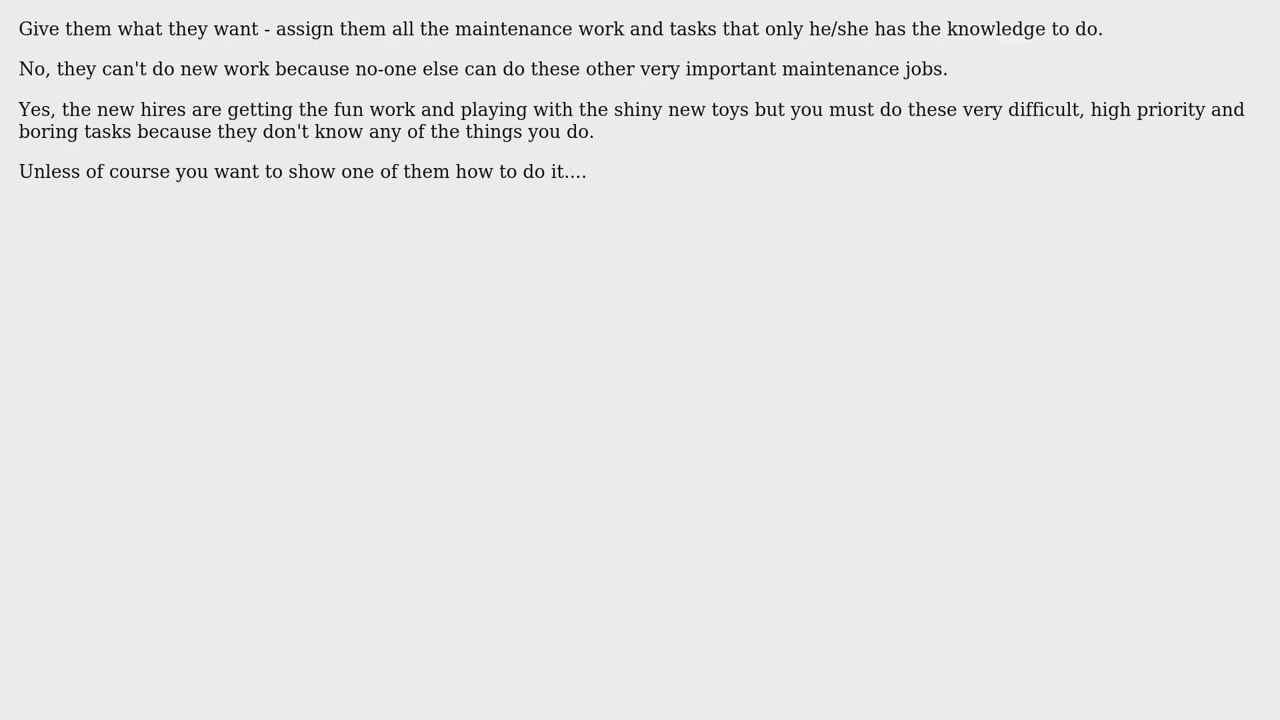 Give them what they want - assign them all the maintenance work and tasks that only he/she has the knowledge to do.
No, they can't do new work because no-one else can do these other very important maintenance jobs.
Yes, the new hires are getting the fun work and playing with the shiny new toys but you must do these very difficult, high priority and
boring tasks because they don't know any of the things you do.
Unless of course you want to show one of them how to do it....